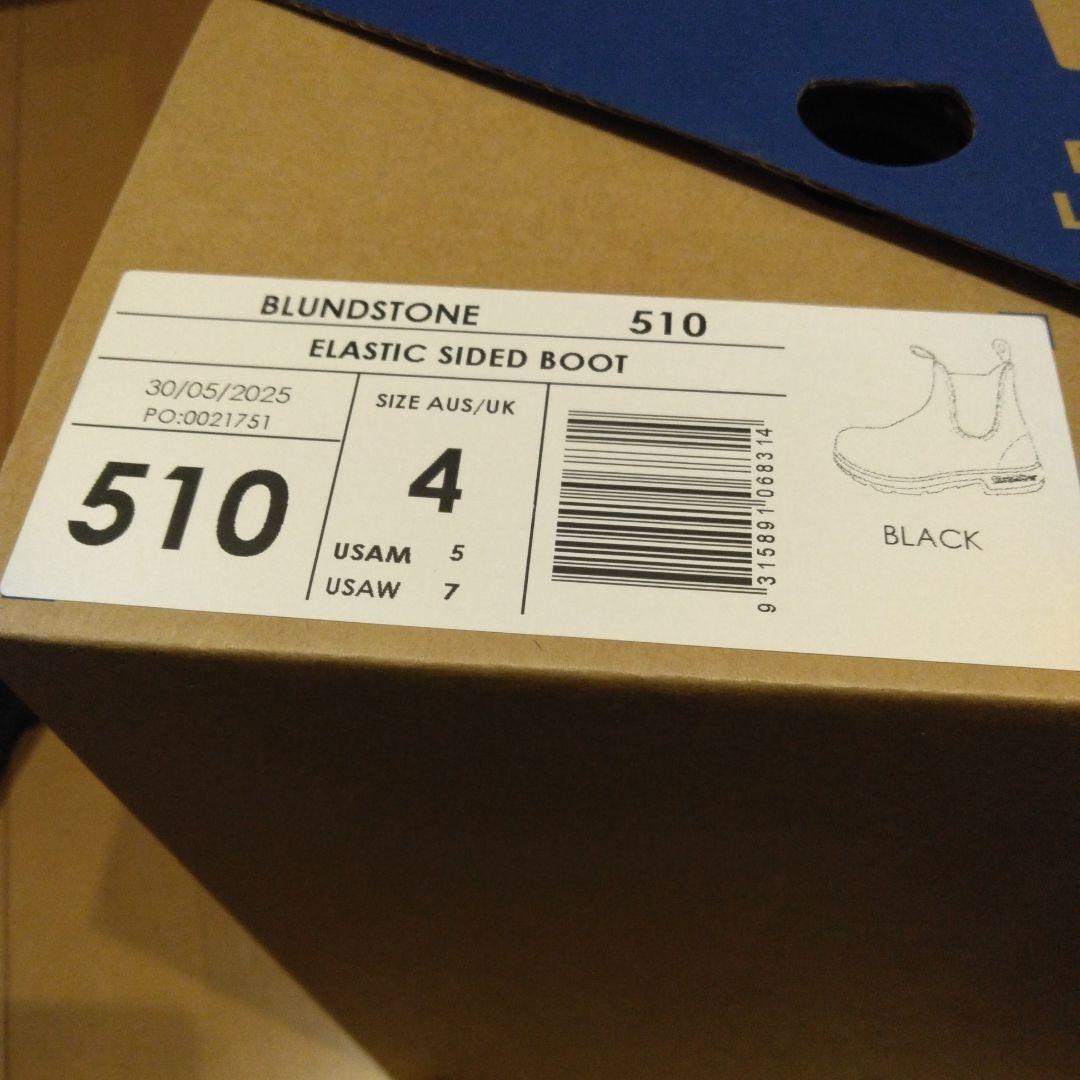 BLUNDSTONE 510
ELASTIC SIDED BOOT
30/05/2025
PO:0021751
510
SIZE AUS/UK
4
USAM 5
USAW 7
9 315891 068314
BLACK